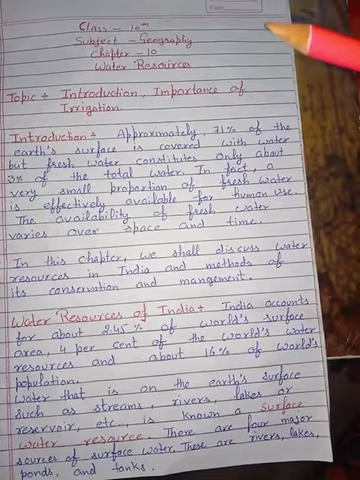 Class - 10th
Subject - Geography
Chapter - 10
Water Resources
Topic ÷ Introduction, Importance of
Irrigation.
Introduction ÷ Approximately, 71% of the
earth's surface is covered with water
but fresh water constitutes only about
3% of the total water. In fact, a
very small proportion of fresh water
is effectively available for human use.
The availability of fresh water
varies over space and time.
In this chapter, we shall discuss water
resources in India and methods of
its conservation and mangement.
Water Resources of India ÷ India accounts
for about 2.45% of world's surface
area, 4 per cent of the world's water
resources and about 16% of world's
population.
Water that is on the earth's surface
such as streams, rivers, lakes or
reservoir, etc., is known a surface
water resource. There are four major
sources of surface water. These are rivers, lakes,
ponds, and tanks.